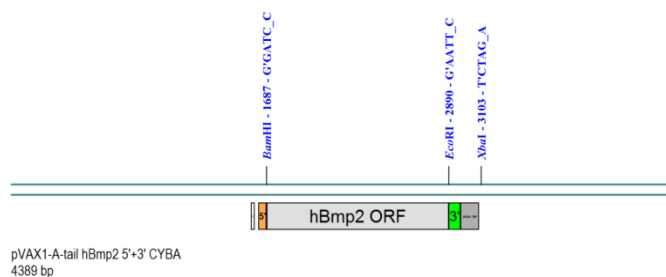 BamHI - 1687 - G'GATC_C
EcoRI - 2890 - G'AATT_C
XbaI - 3103 - T'CTAG_A
5'
hBmp2 ORF
3'
pVAX1-A-tail hBmp2 5'+3' CYBA
4389 bp